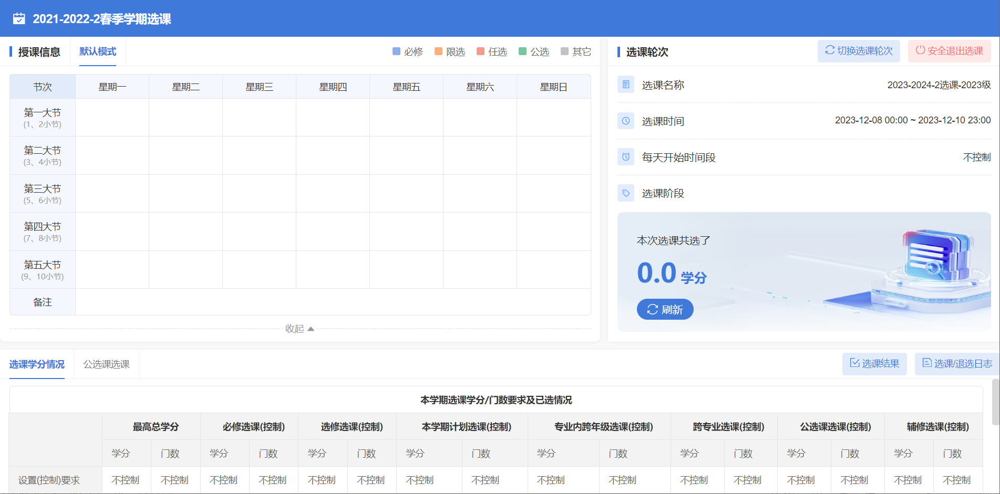 2021-2022-2春季学期选课
授课信息 默认模式 必修 限选 任选 公选 其它
节次 星期一 星期二 星期三 星期四 星期五 星期六 星期日
第一大节
(1、2小节)
第二大节
(3、4小节)
第三大节
(5、6小节)
第四大节
(7、8小节)
第五大节
(9、10小节)
备注
收起
选课轮次 切换选课轮次 安全退出选课
选课名称 2023-2024-2选课-2023级
选课时间 2023-12-08 00:00 ~ 2023-12-10 23:00
每天开始时间段 不控制
选课阶段
本次选课共选了
0.0 学分
刷新
选课学分情况 公选课选课 选课结果 选课/退选日志
本学期选课学分/门数要求及已选情况
最高总学分 必修选课(控制) 选修选课(控制) 本学期计划选课(控制) 专业内跨年级选课(控制) 跨专业选课(控制) 公选课选课(控制) 辅修选课(控制)
学分 门数 学分 门数 学分 门数 学分 门数 学分 门数 学分 门数 学分 门数 学分 门数
设置(控制)要求 不控制 不控制 不控制 不控制 不控制 不控制 不控制 不控制 不控制 不控制 不控制 不控制 不控制 不控制 不控制 不控制